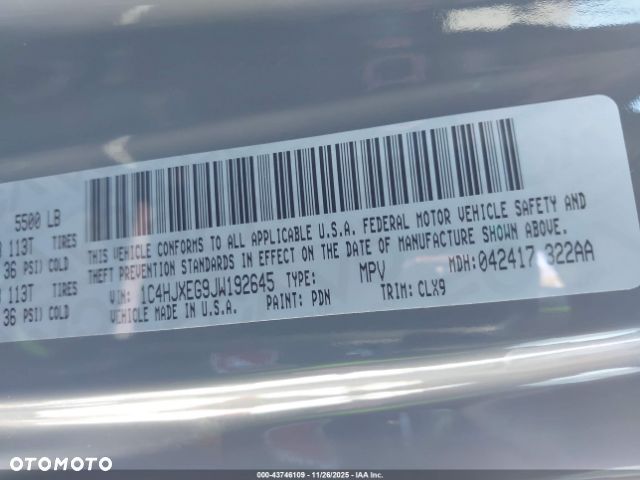 5500 LB
113T TIRES
36 PSI) COLD
113T TIRES
36 PSI) COLD
THIS VEHICLE CONFORMS TO ALL APPLICABLE U.S.A. FEDERAL MOTOR VEHICLE SAFETY AND
THEFT PREVENTION STANDARDS IN EFFECT ON THE DATE OF MANUFACTURE SHOWN ABOVE.
VIN: 1C4HJXEG9JW192645 TYPE: MPV MDH: 042417 322AA
VEHICLE MADE IN U.S.A. PAINT: PDN TRIM: CLX9
OTOMOTO
000-43746109 - 11/26/2025 - IAA Inc.